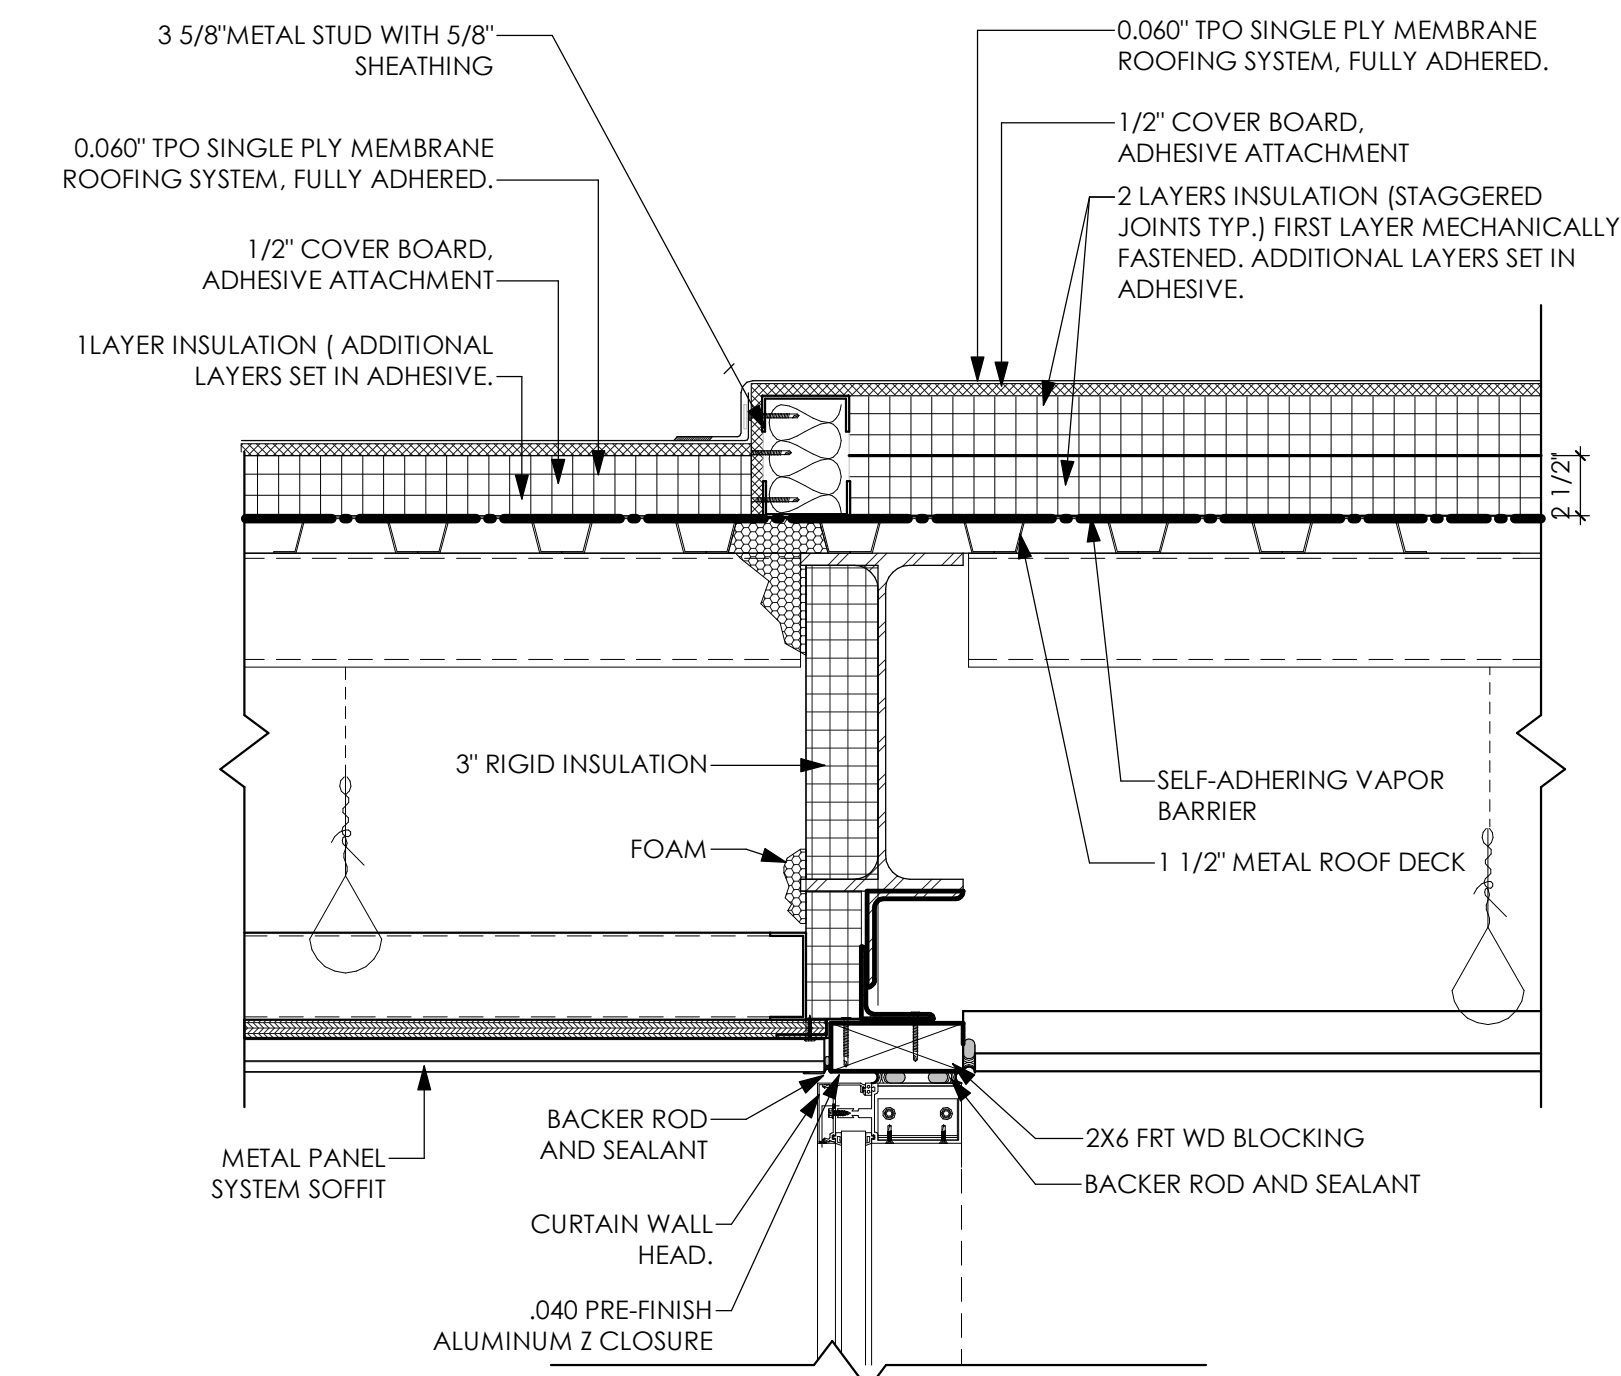 3 5/8"METAL STUD WITH 5/8"
SHEATHING
0.060" TPO SINGLE PLY MEMBRANE
ROOFING SYSTEM, FULLY ADHERED.
1/2" COVER BOARD,
ADHESIVE ATTACHMENT
1LAYER INSULATION ( ADDITIONAL
LAYERS SET IN ADHESIVE.
0.060" TPO SINGLE PLY MEMBRANE
ROOFING SYSTEM, FULLY ADHERED.
1/2" COVER BOARD,
ADHESIVE ATTACHMENT
2 LAYERS INSULATION (STAGGERED
JOINTS TYP.) FIRST LAYER MECHANICALLY
FASTENED. ADDITIONAL LAYERS SET IN
ADHESIVE.
2 1/2"
3" RIGID INSULATION
FOAM
SELF-ADHERING VAPOR
BARRIER
1 1/2" METAL ROOF DECK
BACKER ROD
AND SEALANT
METAL PANEL
SYSTEM SOFFIT
CURTAIN WALL
HEAD.
.040 PRE-FINISH
ALUMINUM Z CLOSURE
2X6 FRT WD BLOCKING
BACKER ROD AND SEALANT